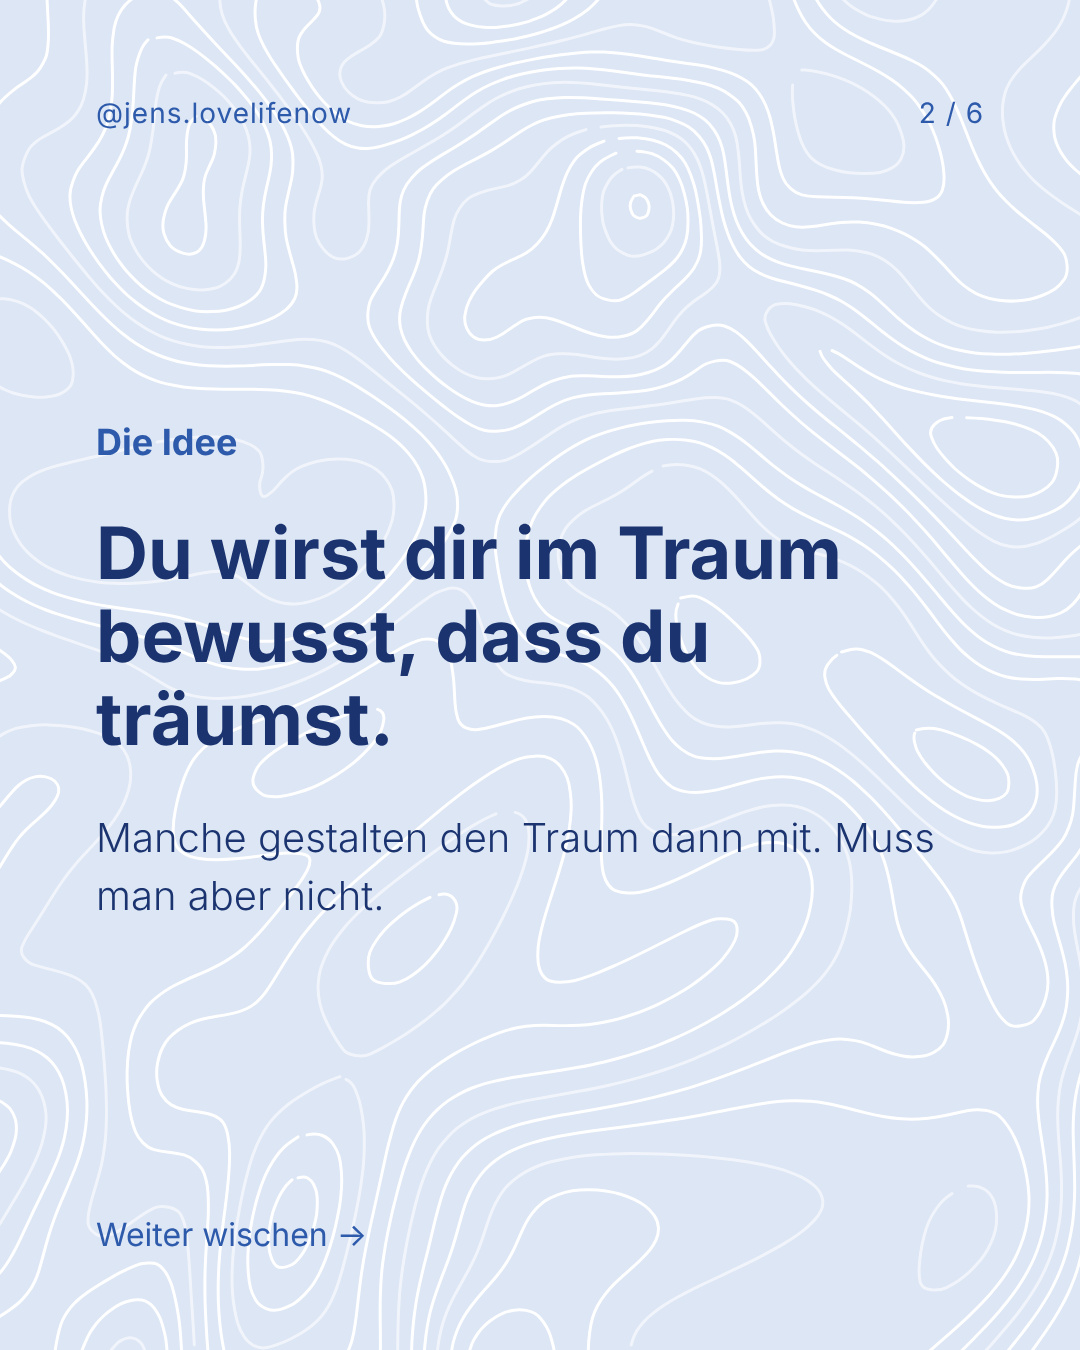 @jens.lovelifenow
2 / 6
Die Idee
Du wirst dir im Traum
bewusst, dass du
träumst.
Manche gestalten den Traum dann mit. Muss
man aber nicht.
Weiter wischen →